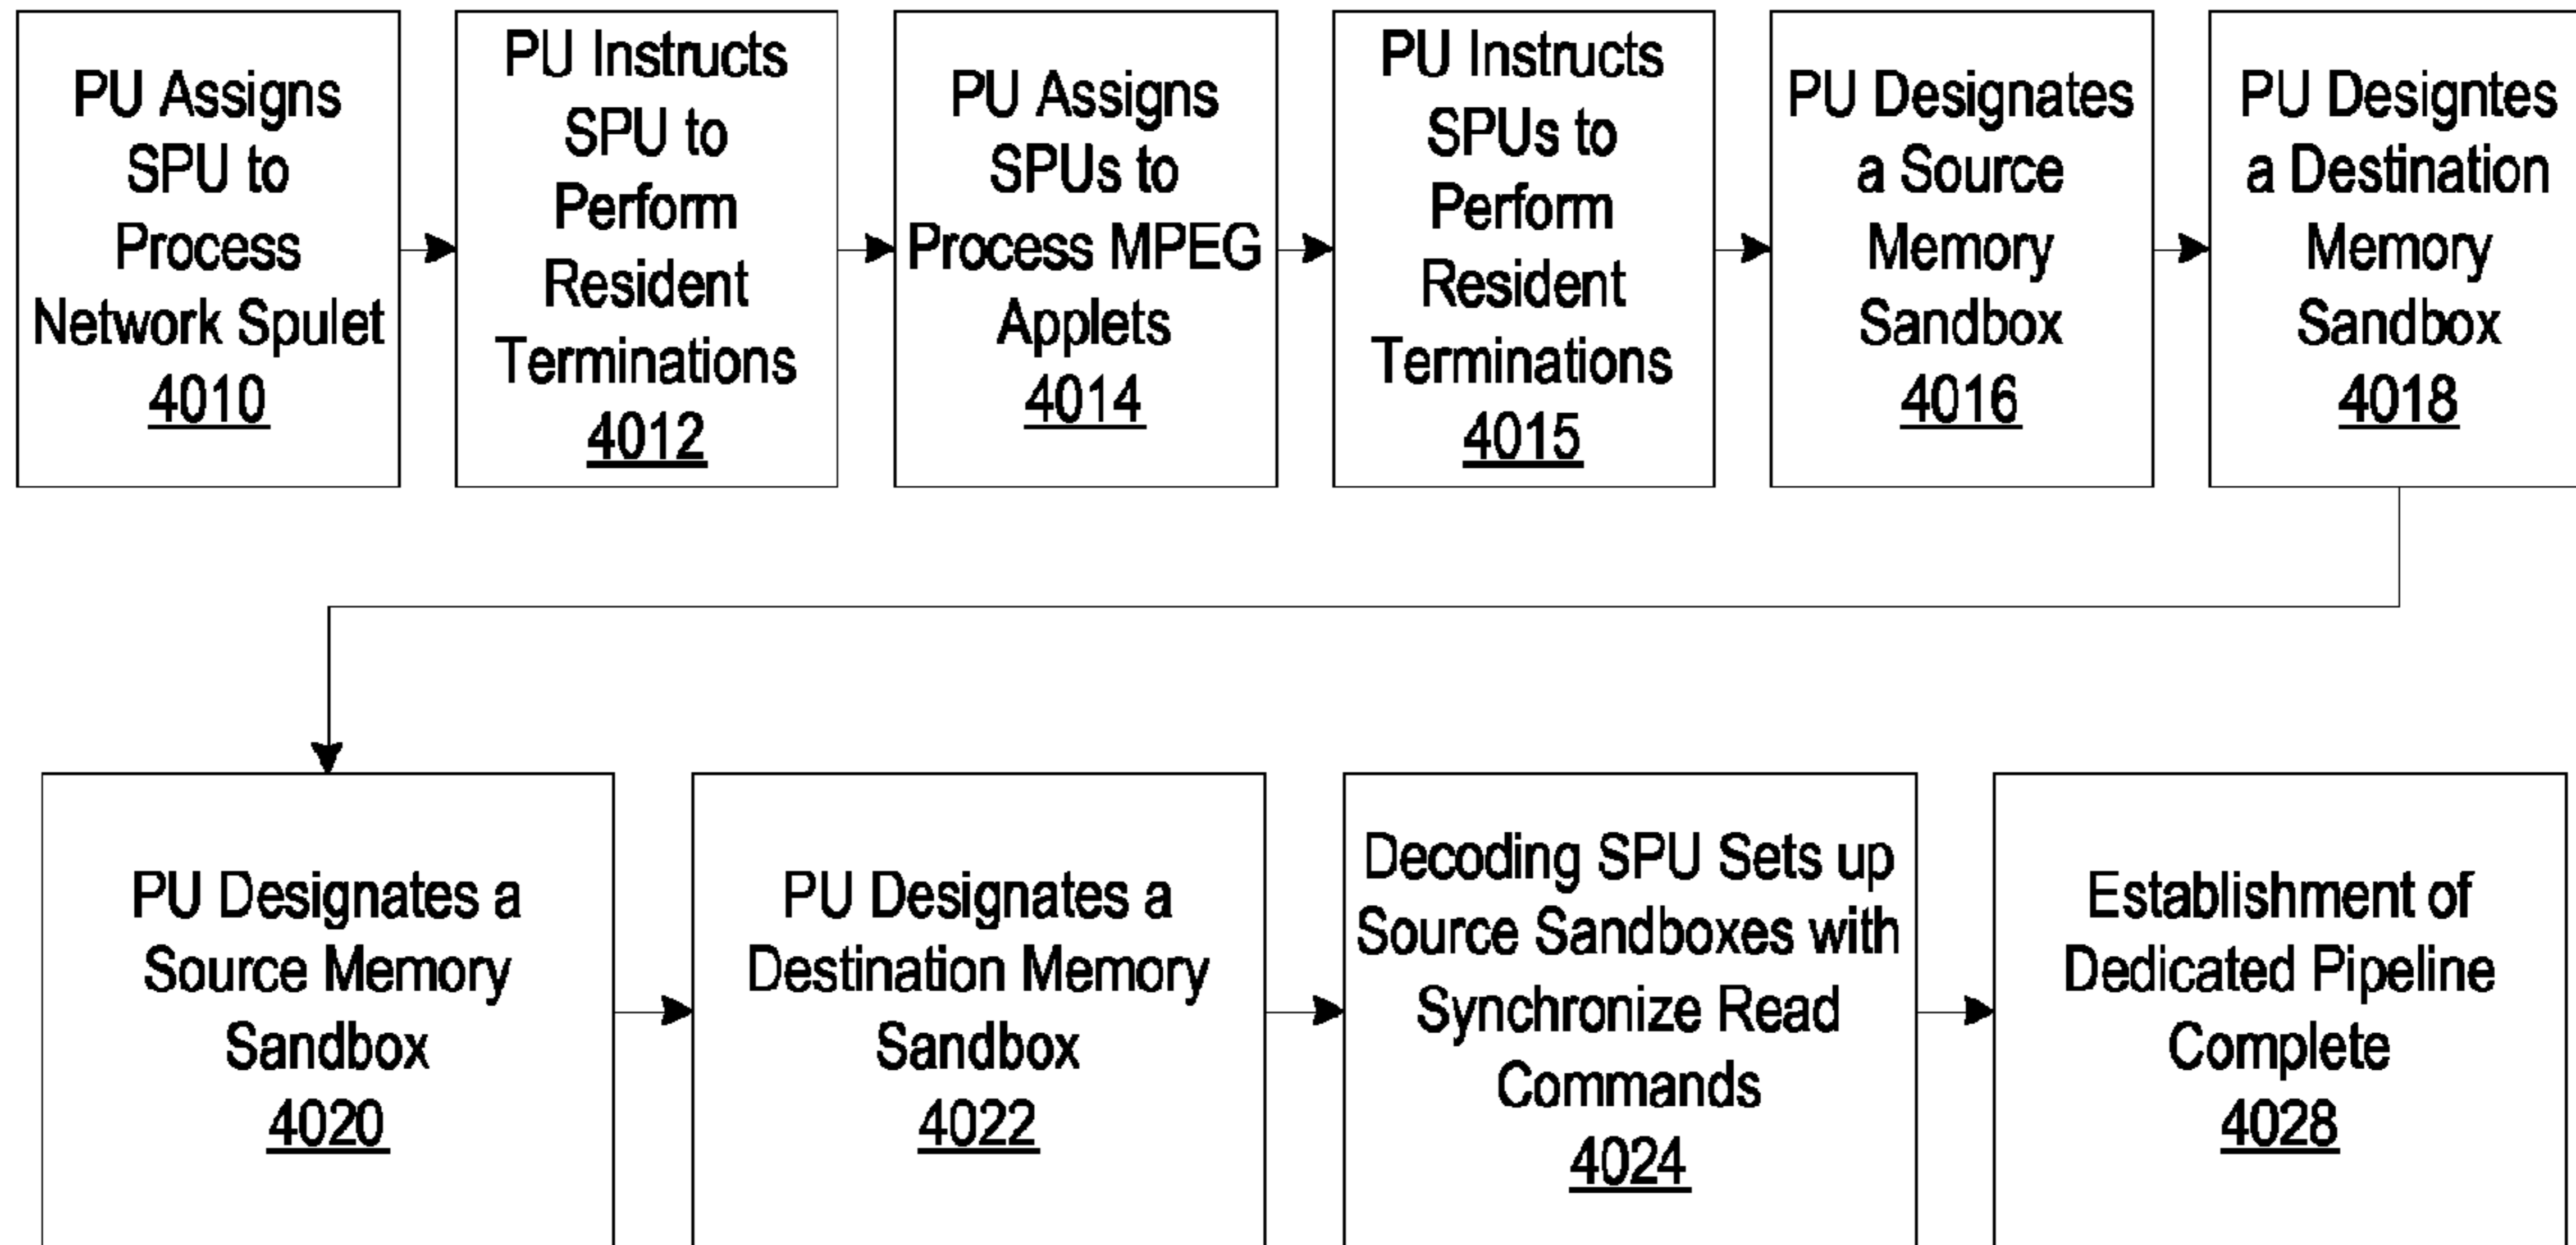 PU Assigns
SPU to
Process
Network Spulet
4010
PU Instructs
SPU to
Perform
Resident
Terminations
4012
PU Assigns
SPUs to
Process MPEG
Applets
4014
PU Instructs
SPUs to
Perform
Resident
Terminations
4015
PU Designates
a Source
Memory
Sandbox
4016
PU Designtes
a Destination
Memory
Sandbox
4018
PU Designates a
Source Memory
Sandbox
4020
PU Designates a
Destination Memory
Sandbox
4022
Decoding SPU Sets up
Source Sandboxes with
Synchronize Read
Commands
4024
Establishment of
Dedicated Pipeline
Complete
4028